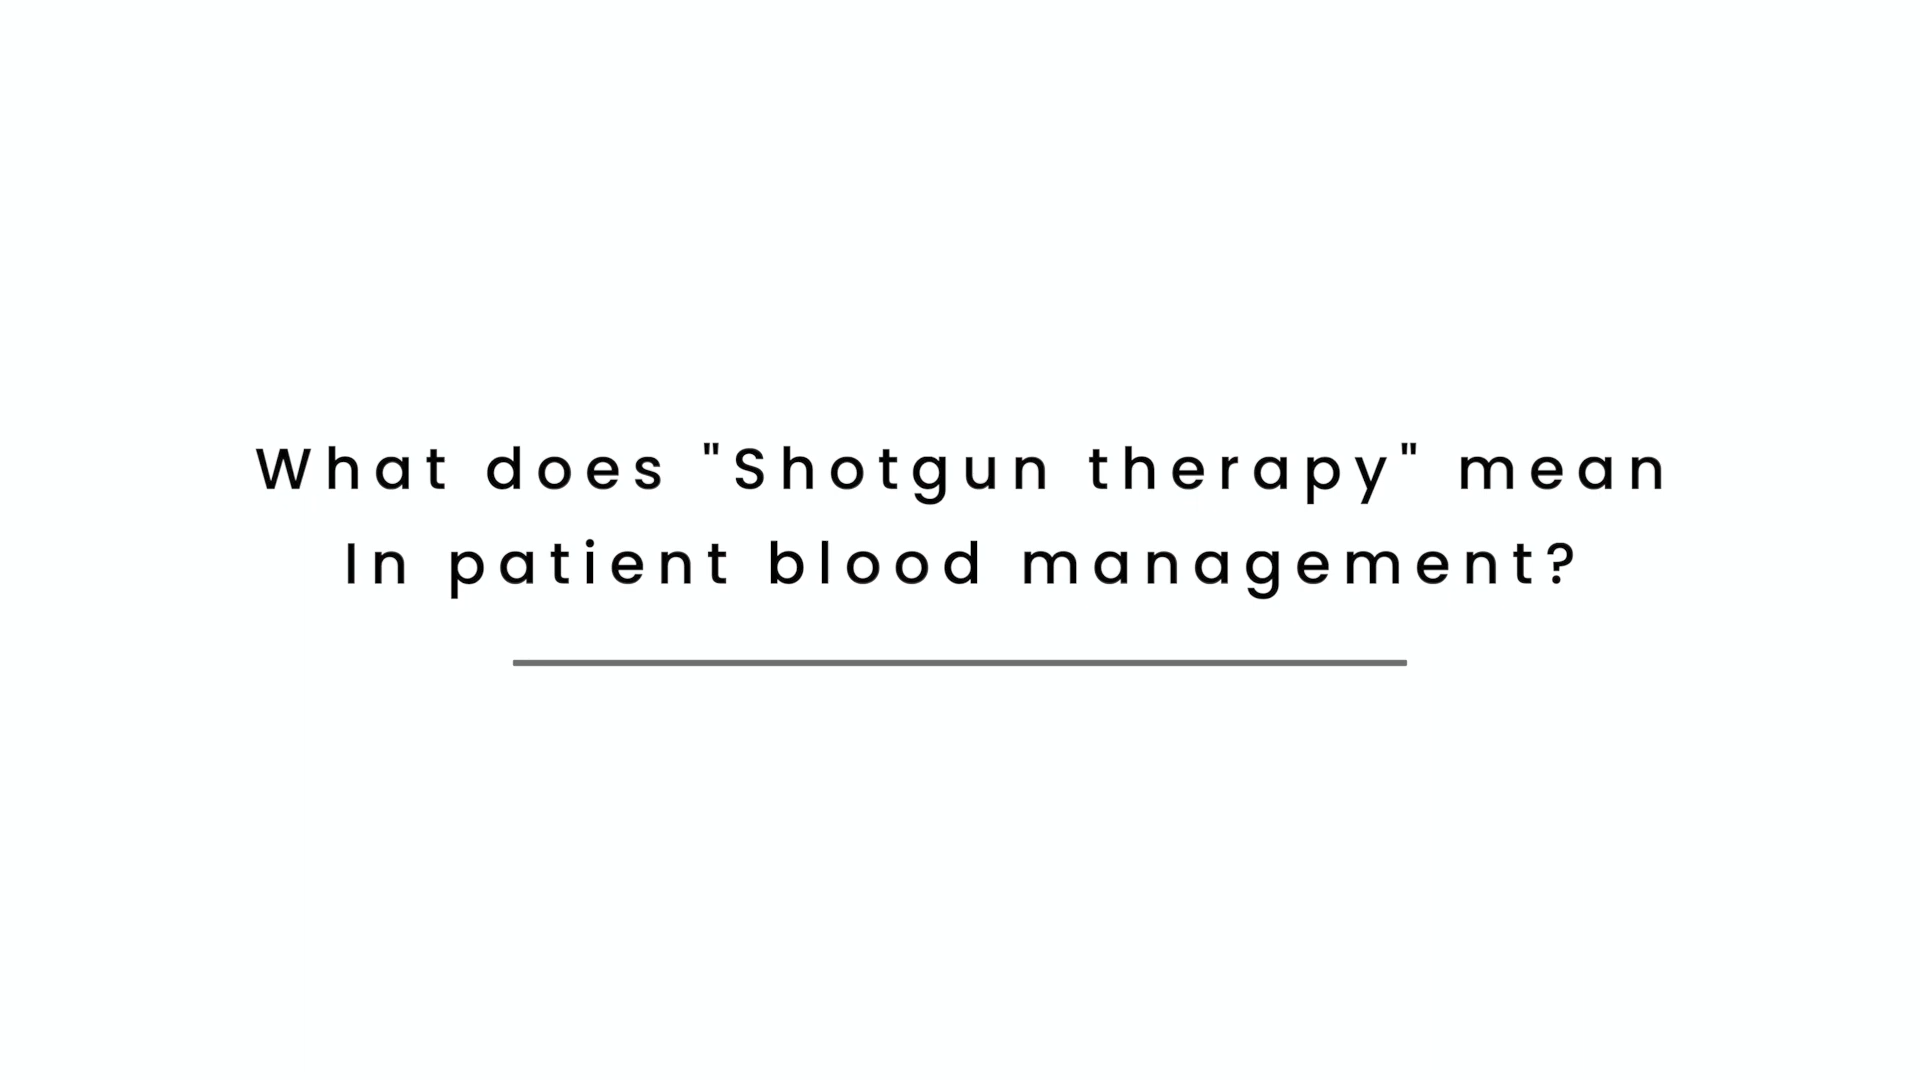 What does "Shotgun therapy" mean
In patient blood management?